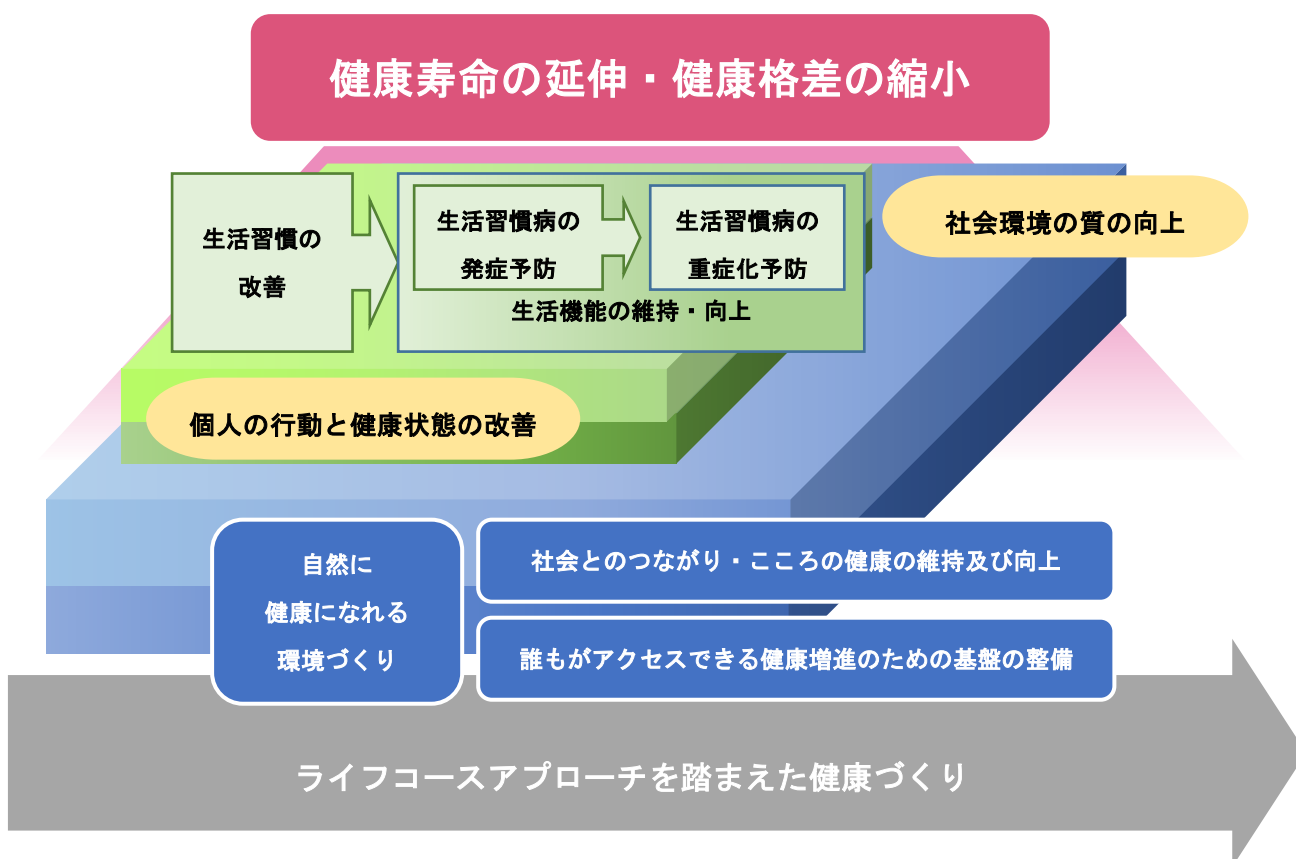 健康寿命の延伸・健康格差の縮小
生活習慣の
改善
生活習慣病の
発症予防
生活習慣病の
重症化予防
生活機能の維持・向上
社会環境の質の向上
個人の行動と健康状態の改善
自然に
健康になれる
環境づくり
社会とのつながり・こころの健康の維持及び向上
誰もがアクセスできる健康増進のための基盤の整備
ライフコースアプローチを踏まえた健康づくり